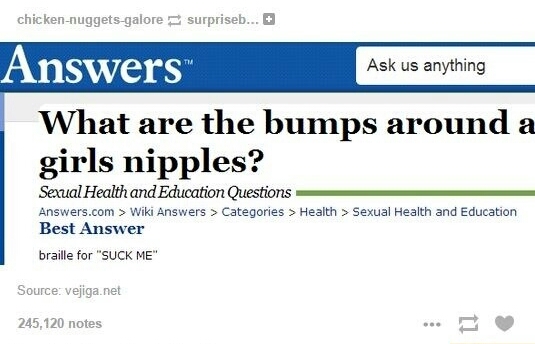 chicken-nuggets-galore surpriseb...
Answers™
Ask us anything
What are the bumps around a
girls nipples?
Sexual Health and Education Questions
Answers.com > Wiki Answers > Categories > Health > Sexual Health and Education
Best Answer
braille for "SUCK ME"
Source: vejiga.net
245,120 notes